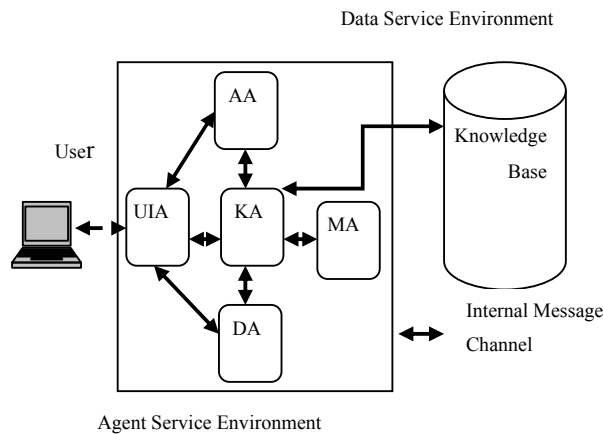 Data Service Environment
AA
User
Knowledge
Base
UIA
KA
MA
DA
Internal Message
Channel
Agent Service Environment